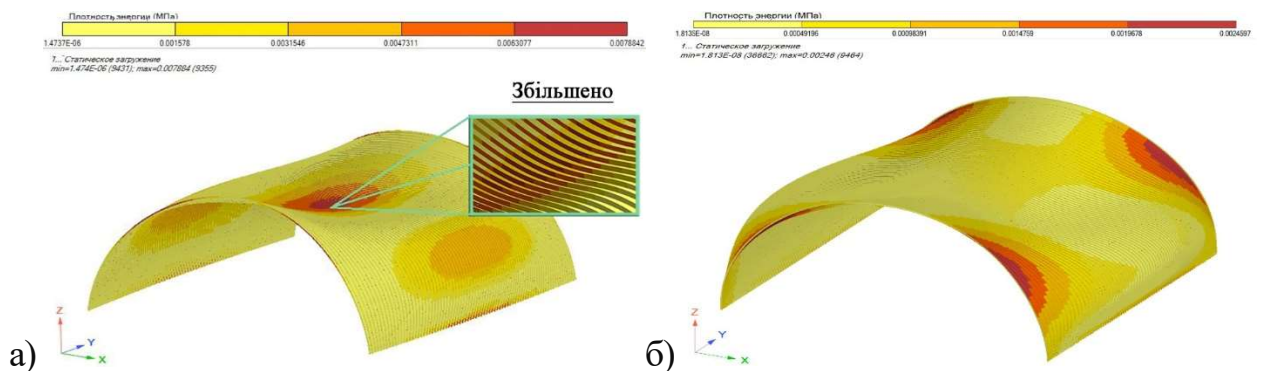 Плотность энергии (МПа)
1.4737E-06 0.001578 0.0031546 0.0047311 0.0063077 0.0078842
1... Статическое загружение
min=1.474E-06 (9431); max=0.007884 (9355)
Збільшено
Z
Y
X
а)
Плотность энергии (МПа)
1.8135E-08 0.00049196 0.00098391 0.0014759 0.0019678 0.0024597
1... Статическое загружение
min=1.813E-08 (36662); max=0.00246 (9464)
Z
Y
X
б)